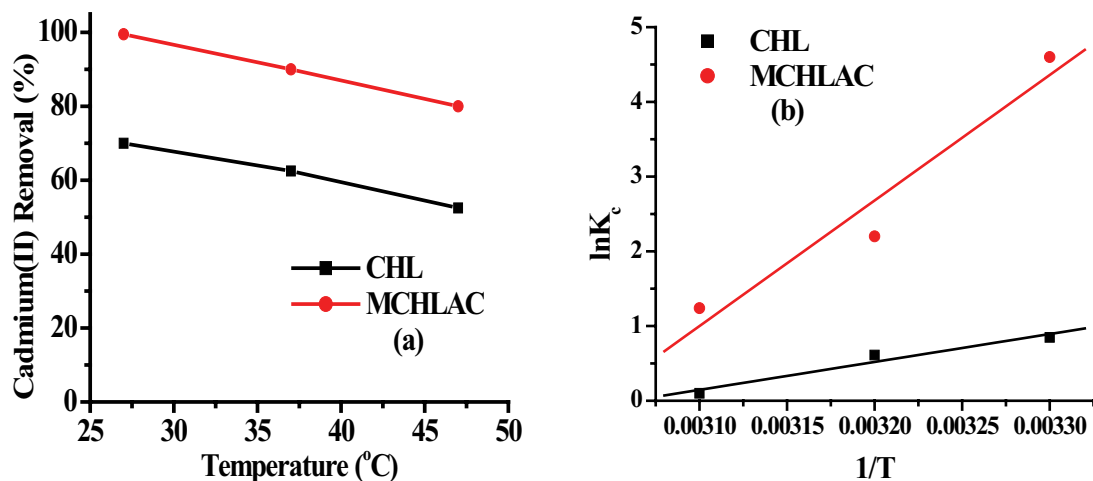 100
80
60
40
20
0
25 30 35 40 45 50
Cadmium(II) Removal (%)
Temperature (°C)
CHL
MCHLAC
(a)
5
4
3
2
1
0
0.00310 0.00315 0.00320 0.00325 0.00330
lnKc
1/T
CHL
MCHLAC
(b)